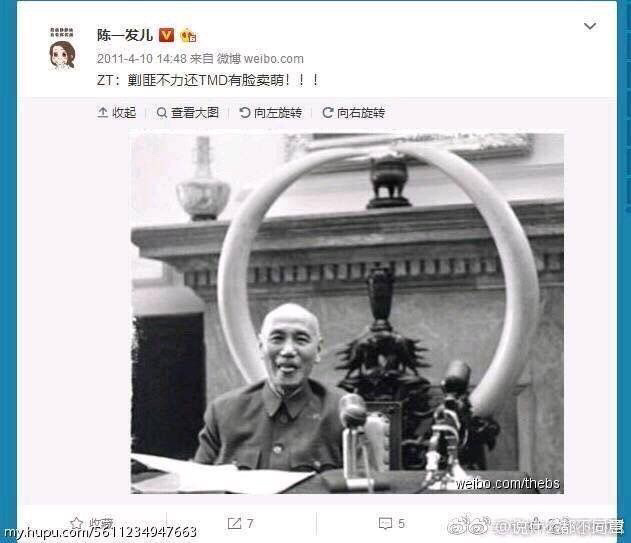 陈一发儿
2011-4-10 14:48 来自 微博 weibo.com
ZT：剿匪不力还TMD有脸卖萌！！！
收起 查看大图 向左旋转 向右旋转
weibo.com/thebs
收藏 7 5
my.hupu.com/5611234947663